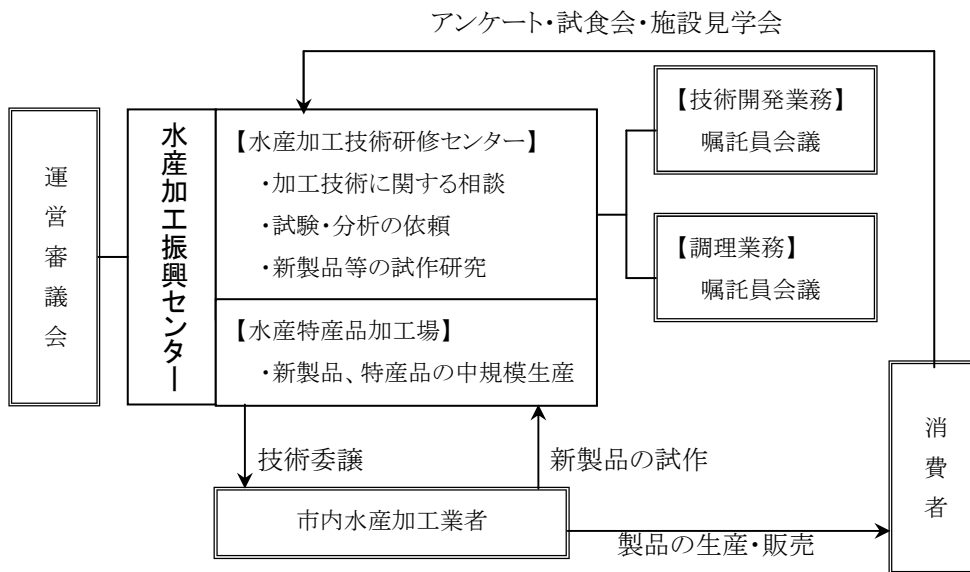 アンケート・試食会・施設見学会
【技術開発業務】
嘱託員会議
水産加工振興センター
【水産加工技術研修センター】
・加工技術に関する相談
・試験・分析の依頼
・新製品等の試作研究
運営審議会
【調理業務】
嘱託員会議
【水産特産品加工場】
・新製品、特産品の中規模生産
消費者
技術委譲
新製品の試作
市内水産加工業者
製品の生産・販売